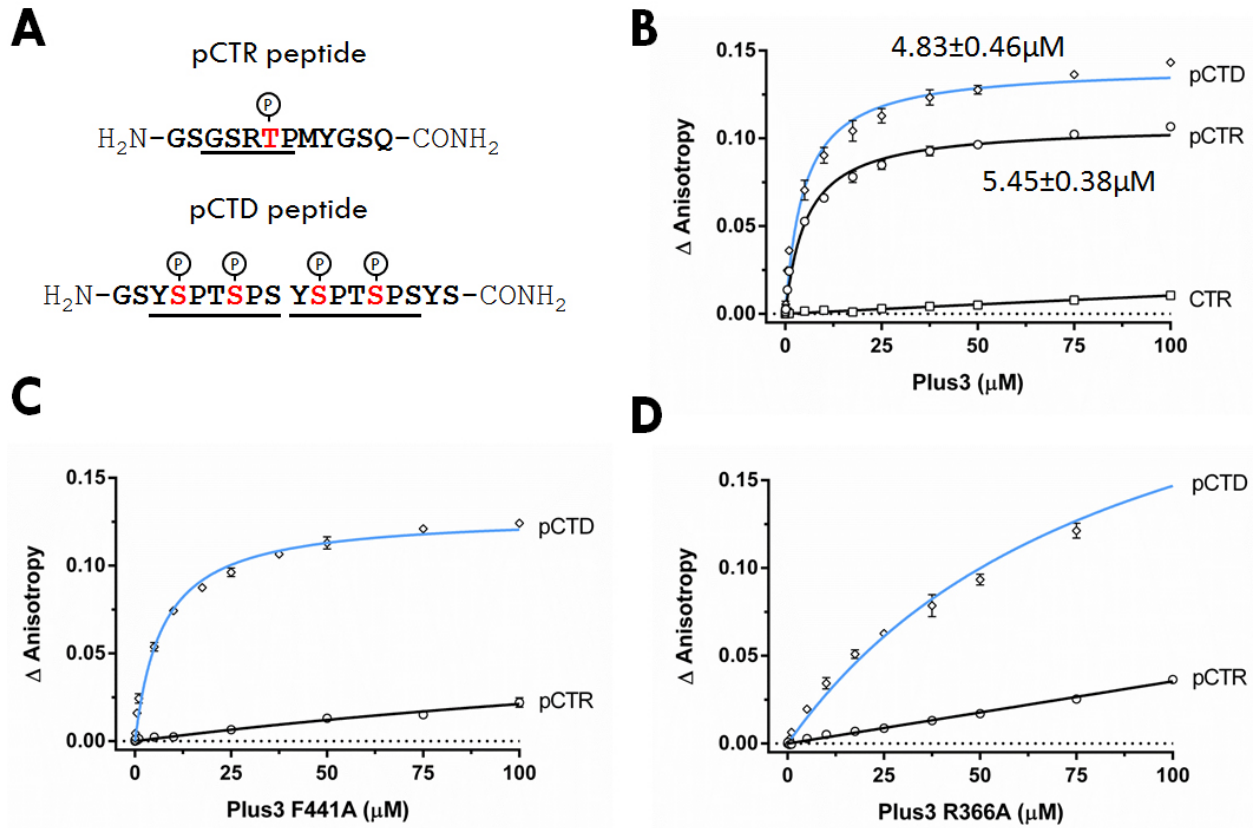 A
pCTR peptide
P
H₂N-GSGSRTPMYGSQ-CONH₂
pCTD peptide
P P P P
H₂N-GSYSPTSPS YSPTSPSYS-CONH₂
B
4.83±0.46μM
5.45±0.38μM
pCTD
pCTR
CTR
0.15
0.10
0.05
0.00
Δ Anisotropy
0 25 50 75 100
Plus3 (μM)
C
0.15
0.10
0.05
0.00
Δ Anisotropy
pCTD
pCTR
0 25 50 75 100
Plus3 F441A (μM)
D
0.15
0.10
0.05
0.00
Δ Anisotropy
pCTD
pCTR
0 25 50 75 100
Plus3 R366A (μM)